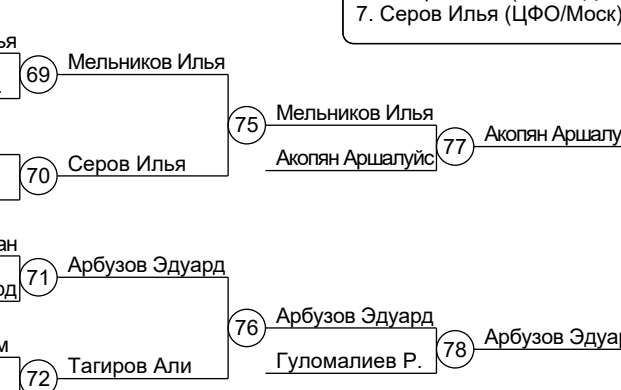 7. Серов Илья (ЦФО/Моск)
69
Мельников Илья
75
Мельников Илья
Акопян Аршалуйс
77
70
Серов Илья
71
Арбузов Эдуард
76
Арбузов Эдуард
Гуломалиев Р.
78
72
Тагиров Али